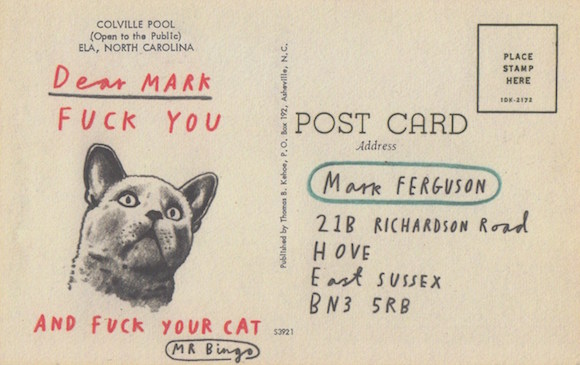 COLVILLE POOL
(Open to the Public)
ELA, NORTH CAROLINA
Dear MARK
FUCK YOU
AND FUCK YOUR CAT
MR Bingo
Published by Thomas B. Kehoe, P. O. Box 192, Asheville, N. C.
S3921
POST CARD
Address
PLACE
STAMP
HERE
IDK-2172
Mark FERGUSON
21B RICHARDSON Road
HOVE
East SUSSEX
BN3 5RB